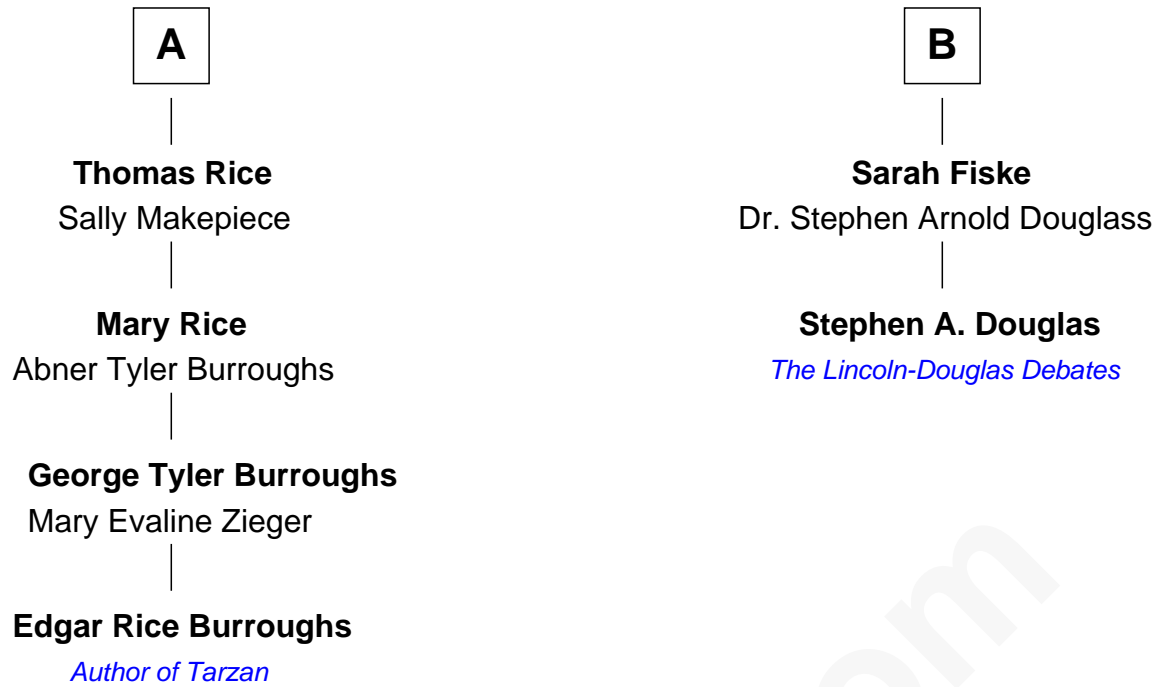 A
Thomas Rice
Sally Makepiece
Mary Rice
Abner Tyler Burroughs
George Tyler Burroughs
Mary Evaline Zieger
Edgar Rice Burroughs
Author of Tarzan
B
Sarah Fiske
Dr. Stephen Arnold Douglass
Stephen A. Douglas
The Lincoln-Douglas Debates
om